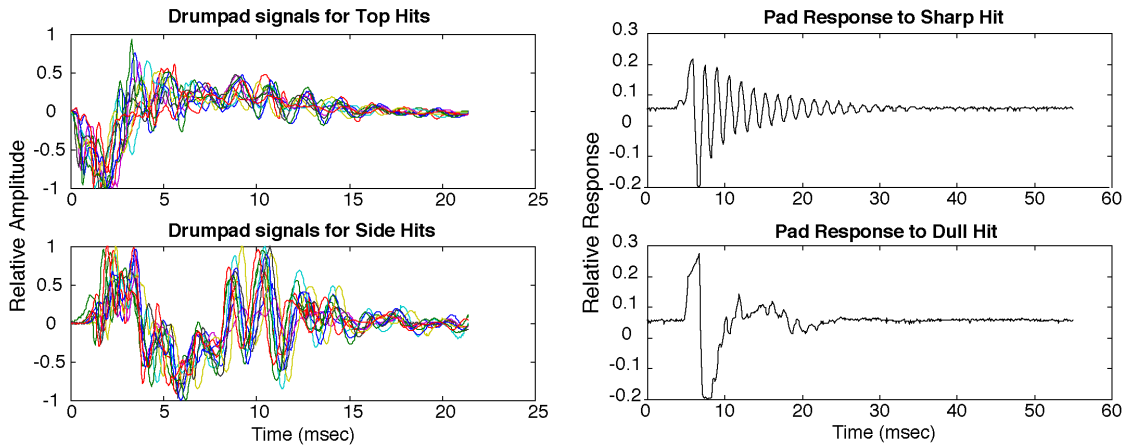 Drumpad signals for Top Hits
1
0.5
0
-0.5
-1
0 5 10 15 20 25
Relative Amplitude
Drumpad signals for Side Hits
1
0.5
0
-0.5
-1
0 5 10 15 20 25
Time (msec)
Pad Response to Sharp Hit
0.3
0.2
0.1
0
-0.1
-0.2
0 10 20 30 40 50 60
Relative Response
Pad Response to Dull Hit
0.3
0.2
0.1
0
-0.1
-0.2
0 10 20 30 40 50 60
Time (msec)